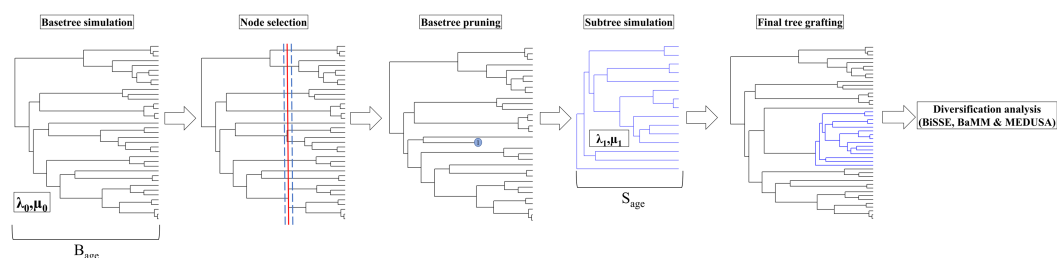 Basetree simulation
Node selection
Basetree pruning
Subtree simulation
Final tree grafting
Diversification analysis
(BiSSE, BaMM & MEDUSA)
1
λ1,μ1
λ0,μ0
Sage
Bage